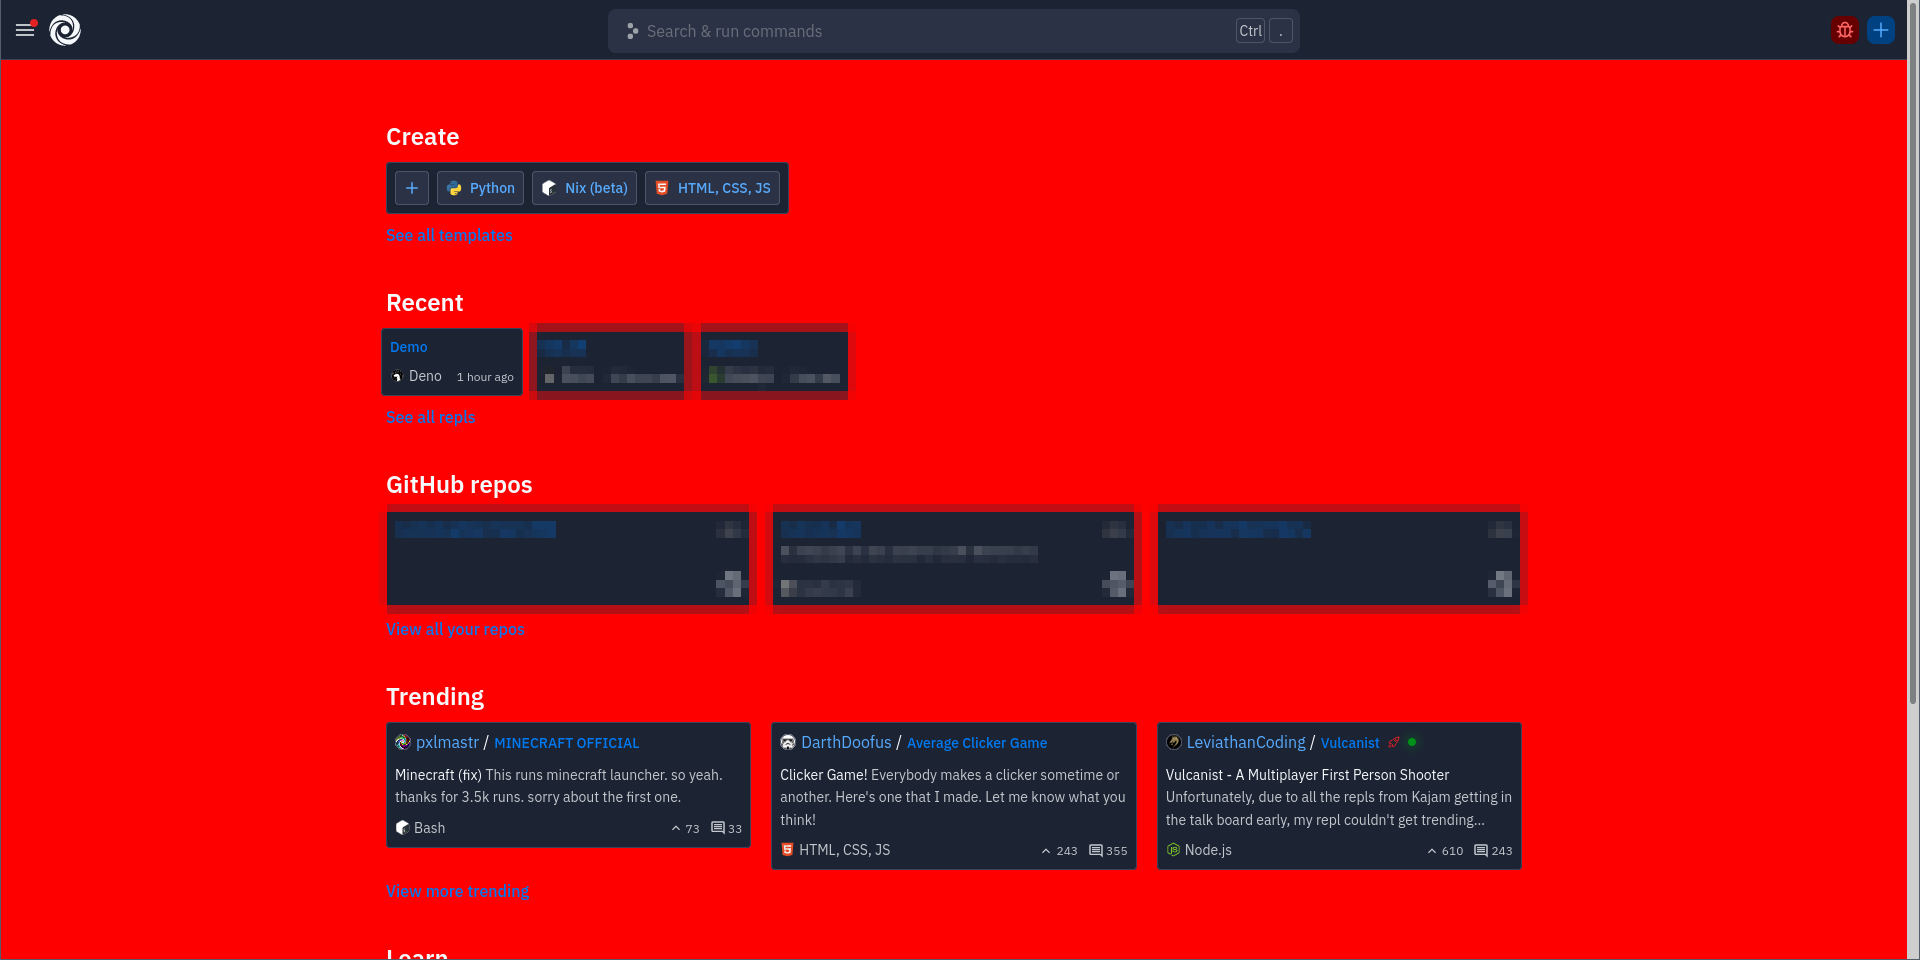 Search & run commands
Ctrl
.
Create
Python
Nix (beta)
HTML, CSS, JS
See all templates
Recent
Demo
Deno
1 hour ago
See all repls
GitHub repos
View all your repos
Trending
pxlmastr / MINECRAFT OFFICIAL
Minecraft (fix) This runs minecraft launcher. so yeah.
thanks for 3.5k runs. sorry about the first one.
Bash
73
33
DarthDoofus / Average Clicker Game
Clicker Game! Everybody makes a clicker sometime or
another. Here's one that I made. Let me know what you
think!
HTML, CSS, JS
243
355
LeviathanCoding / Vulcanist
Vulcanist - A Multiplayer First Person Shooter
Unfortunately, due to all the repls from Kajam getting in
the talk board early, my repl couldn't get trending...
Node.js
610
243
View more trending
Learn